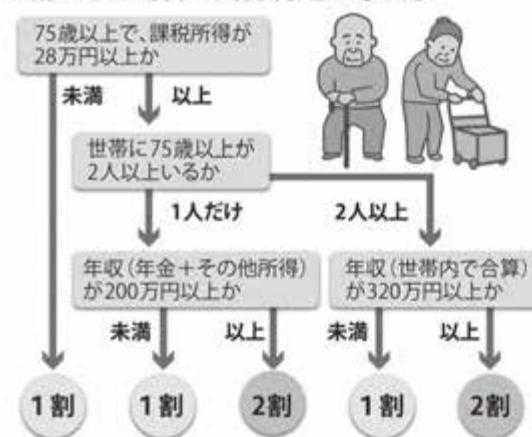 75歳以上で、課税所得が
28万円以上か
未満
以上
世帯に75歳以上が
2人以上いるか
1人だけ
2人以上
年収(年金+その他所得)
が200万円以上か
年収(世帯内で合算)
が320万円以上か
未満
以上
未満
以上
1割
1割
2割
1割
2割